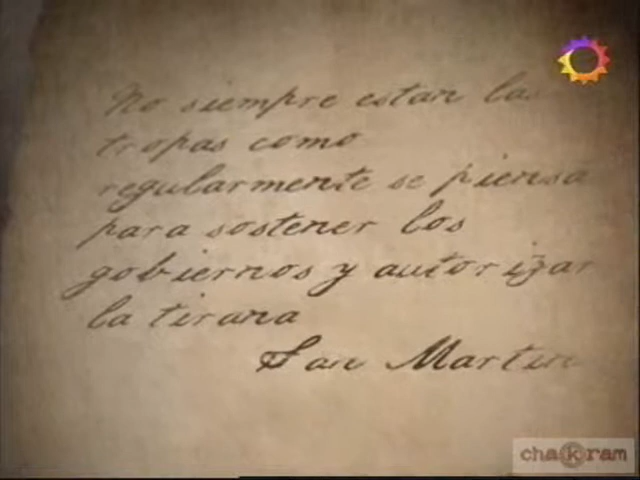 No siempre estan las
tropas como
regularmente se piensa
para sostener los
gobiernos y autorizar
la tirana
San Martin
chakram